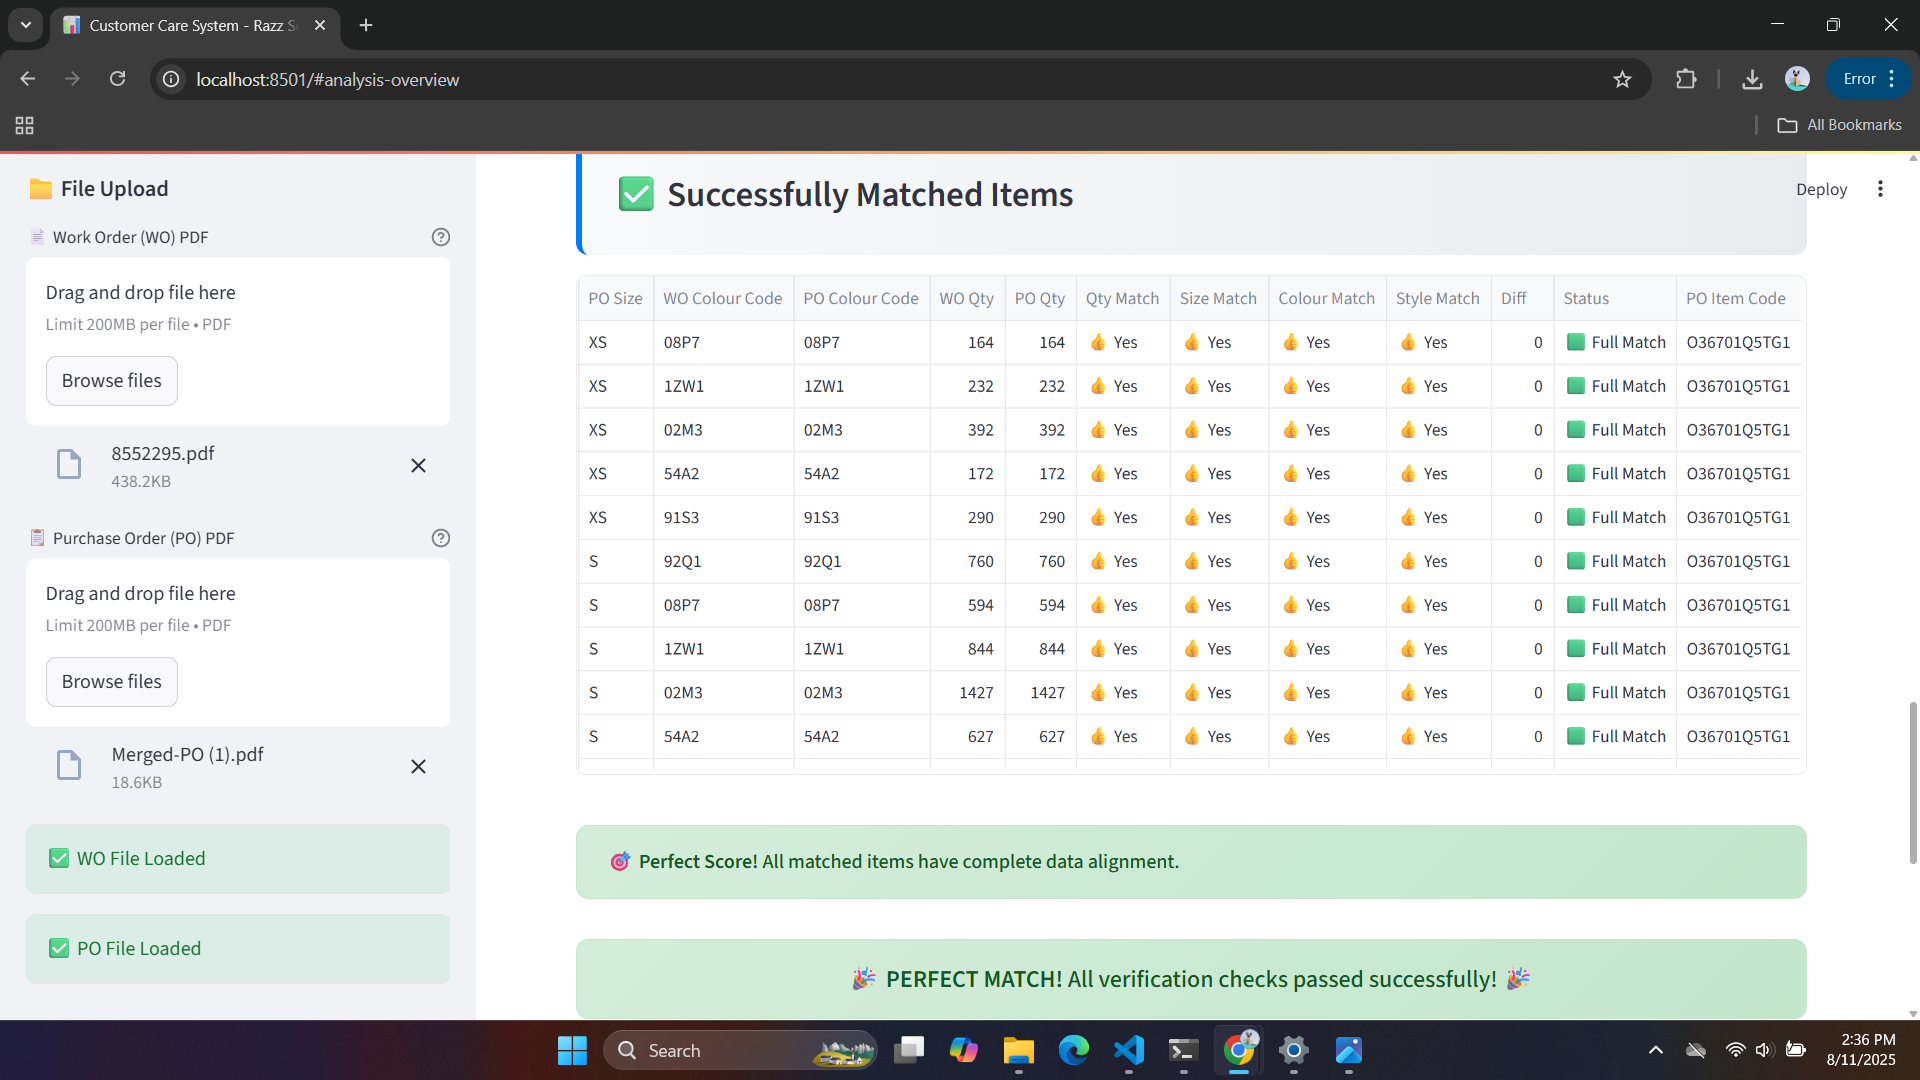 Customer Care System - Razz S
localhost:8501/#analysis-overview
Error
All Bookmarks
File Upload
Work Order (WO) PDF
Drag and drop file here
Limit 200MB per file • PDF
Browse files
8552295.pdf
438.2KB
Purchase Order (PO) PDF
Drag and drop file here
Limit 200MB per file • PDF
Browse files
Merged-PO (1).pdf
18.6KB
WO File Loaded
PO File Loaded
Deploy
Successfully Matched Items
PO Size WO Colour Code PO Colour Code WO Qty PO Qty Qty Match Size Match Colour Match Style Match Diff Status PO Item Code
XS 08P7 08P7 164 164 Yes Yes Yes Yes 0 Full Match O36701Q5TG1
XS 1ZW1 1ZW1 232 232 Yes Yes Yes Yes 0 Full Match O36701Q5TG1
XS 02M3 02M3 392 392 Yes Yes Yes Yes 0 Full Match O36701Q5TG1
XS 54A2 54A2 172 172 Yes Yes Yes Yes 0 Full Match O36701Q5TG1
XS 91S3 91S3 290 290 Yes Yes Yes Yes 0 Full Match O36701Q5TG1
S 92Q1 92Q1 760 760 Yes Yes Yes Yes 0 Full Match O36701Q5TG1
S 08P7 08P7 594 594 Yes Yes Yes Yes 0 Full Match O36701Q5TG1
S 1ZW1 1ZW1 844 844 Yes Yes Yes Yes 0 Full Match O36701Q5TG1
S 02M3 02M3 1427 1427 Yes Yes Yes Yes 0 Full Match O36701Q5TG1
S 54A2 54A2 627 627 Yes Yes Yes Yes 0 Full Match O36701Q5TG1
Perfect Score! All matched items have complete data alignment.
PERFECT MATCH! All verification checks passed successfully!
Search
2:36 PM
8/11/2025